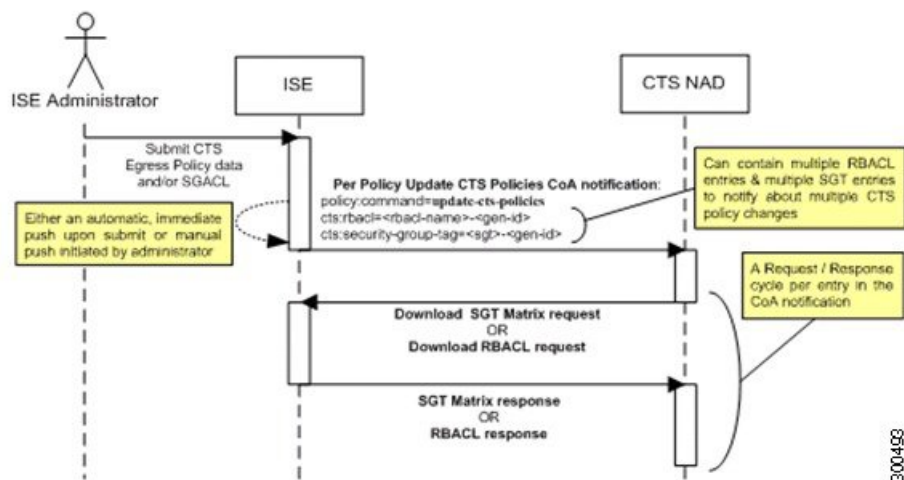 ISE Administrator
ISE
CTS NAD
Submit CTS
Egress Policy data
and/or SGACL
Either an automatic, immediate
push upon submit or manual
push initiated by administrator
Per Policy Update CTS Policies CoA notification:
policy:command=update-cts-policies
cts:rbacl=<rbacl-name>-<gen-id>
cts:security-group-tag=<sgt>-<gen-id>
Can contain multiple RBACL
entries & multiple SGT entries
to notify about multiple CTS
policy changes
A Request / Response
cycle per entry in the
CoA notification
Download SGT Matrix request
OR
Download RBACL request
SGT Matrix response
OR
RBACL response
300493